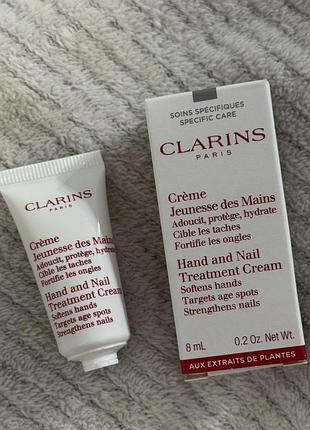 CLARINS
PARIS
Crème
Jeunesse des Mains
Adoucit, protège, hydrate
Cible les taches
Fortifie les ongles
Hand and Nail
Treatment Cream
Softens hands
Targets age spots
Strengthens nails
SOINS SPÉCIFIQUES
SPECIFIC CARE
CLARINS
PARIS
Crème
Jeunesse des Mains
Adoucit, protège, hydrate
Cible les taches
Fortifie les ongles
Hand and Nail
Treatment Cream
Softens hands
Targets age spots
Strengthens nails
8 mL 0.2 Oz. Net Wt.
AUX EXTRAITS DE PLANTES